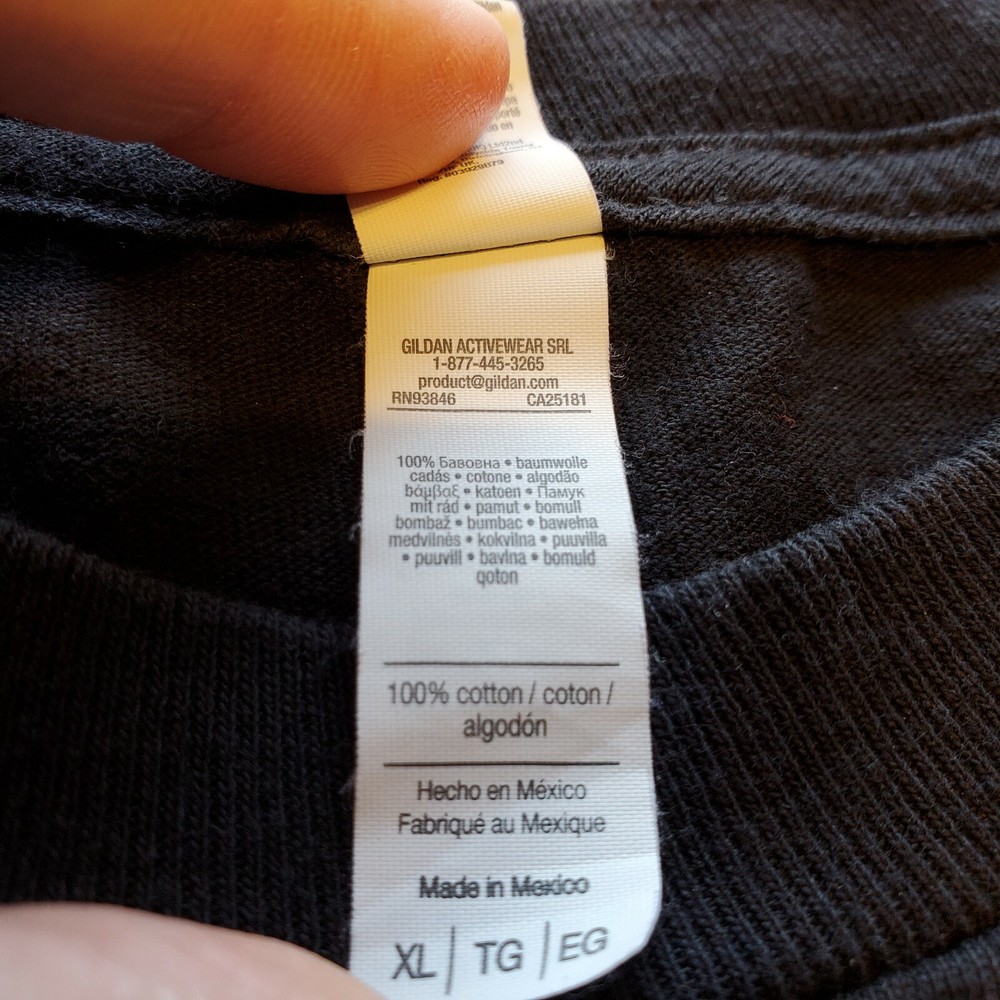 GILDAN ACTIVEWEAR SRL
1-877-445-3265
product@gildan.com
RN93846 CA25181
100% бавовна • baumwolle
cadás • cotone • algodão
βάμβαξ • katoen • Памук
mit rád • pamut • bomull
bombaž • bumbac • bawełna
medvilnės • kokvilna • puuvilla
• puuvill • bavlna • bomuld
qoton
100% cotton / coton /
algodón
Hecho en México
Fabriqué au Mexique
Made in Mexico
XL | TG | EG